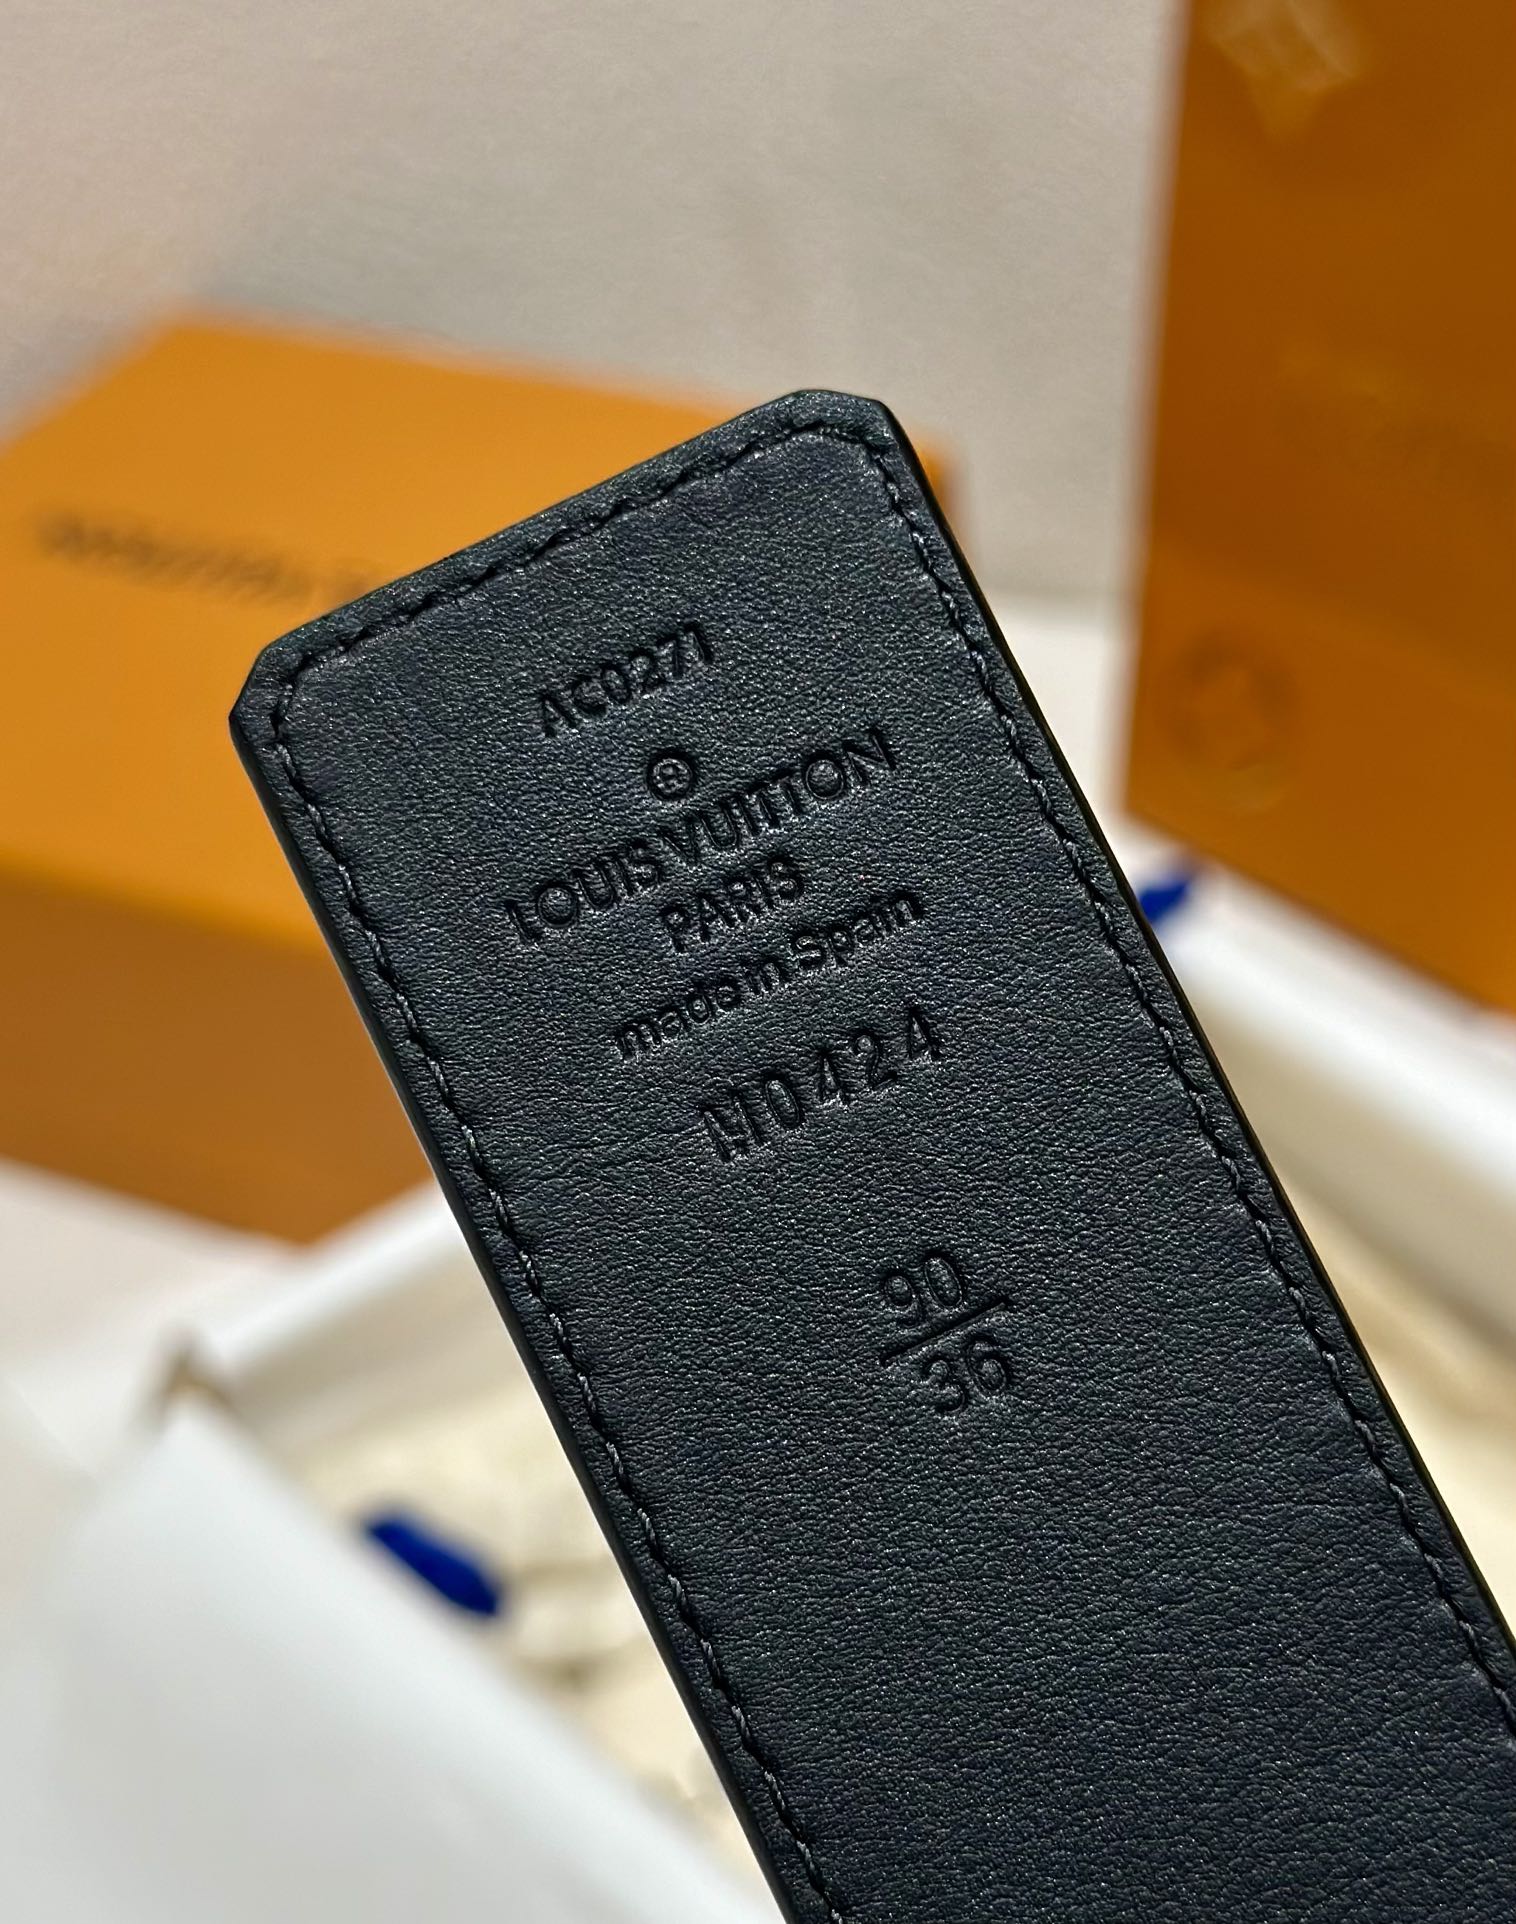 AC0271
®
LOUIS VUITTON
PARIS
made in Spain
M0424
90
36